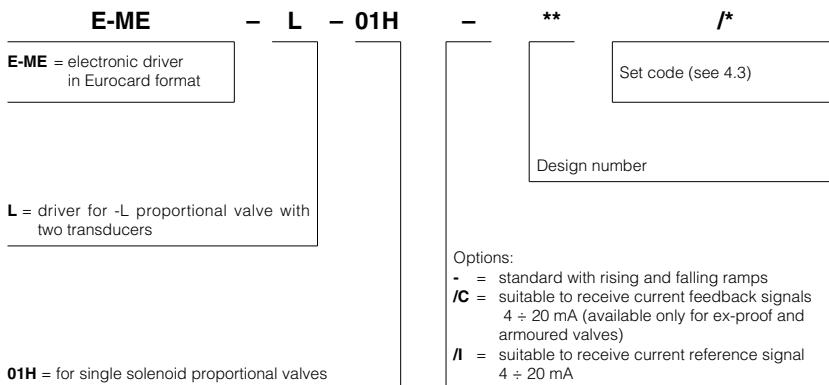 E-ME – L – 01H – ** /*
E-ME = electronic driver
in Eurocard format
Set code (see 4.3)
Design number
L = driver for -L proportional valve with
two transducers
Options:
- = standard with rising and falling ramps
/C = suitable to receive current feedback signals
4 ÷ 20 mA (available only for ex-proof and
armoured valves)
/I = suitable to receive current reference signal
4 ÷ 20 mA
01H = for single solenoid proportional valves